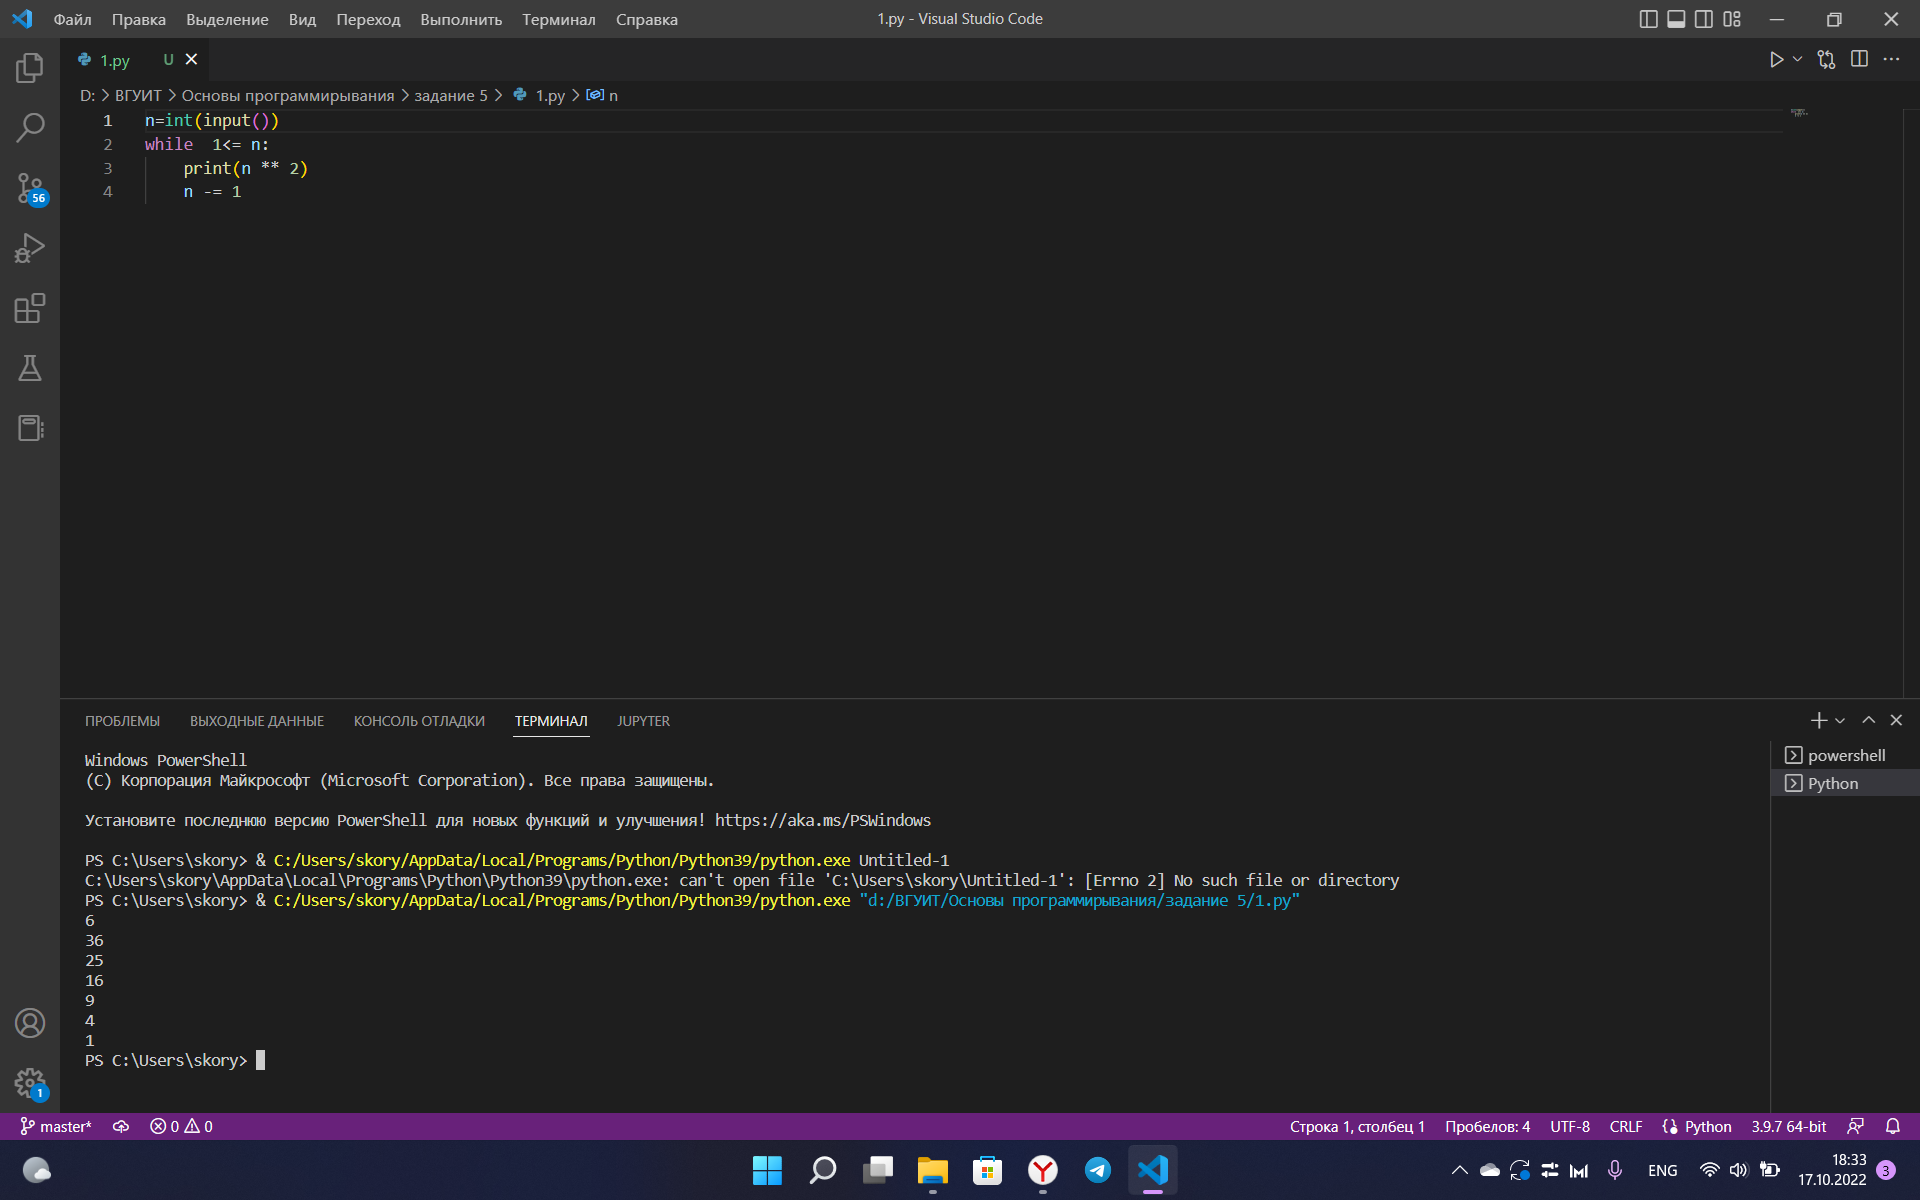 Файл Правка Выделение Вид Переход Выполнить Терминал Справка
1.py - Visual Studio Code
1.py U
D: > ВГУИТ > Основы программирывания > задание 5 > 1.py > n
1 n=int(input())
2 while  1<= n:
3     print(n ** 2)
4     n -= 1
56
ПРОБЛЕМЫ ВЫХОДНЫЕ ДАННЫЕ КОНСОЛЬ ОТЛАДКИ ТЕРМИНАЛ JUPYTER
powershell
Python
Windows PowerShell
(C) Корпорация Майкрософт (Microsoft Corporation). Все права защищены.
Установите последнюю версию PowerShell для новых функций и улучшения! https://aka.ms/PSWindows
PS C:\Users\skory> & C:/Users/skory/AppData/Local/Programs/Python/Python39/python.exe Untitled-1
C:\Users\skory\AppData\Local\Programs\Python\Python39\python.exe: can't open file 'C:\Users\skory\Untitled-1': [Errno 2] No such file or directory
PS C:\Users\skory> & C:/Users/skory/AppData/Local/Programs/Python/Python39/python.exe "d:/ВГУИТ/Основы программирывания/задание 5/1.py"
6
36
25
16
9
4
1
PS C:\Users\skory>
1
master* 0 0
Строка 1, столбец 1 Пробелов: 4 UTF-8 CRLF Python 3.9.7 64-bit
ENG
18:33
17.10.2022
3